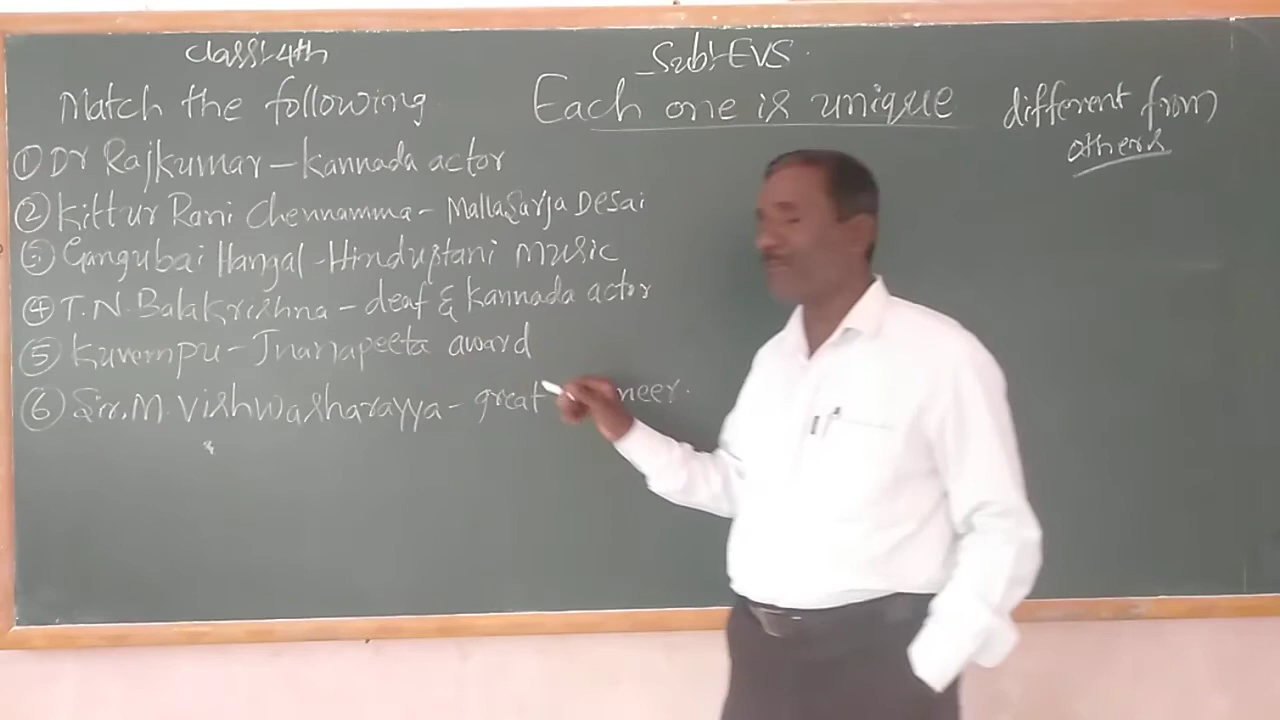 Class:-4th
Sub:-EVS
Match the following
Each one is unique
different from
others
① Dr Rajkumar - kannada actor
② Kittur Rani Chennamma - Mallasarja Desai
③ Gangubai Hangal - Hindustani music
④ T. N. Balakrishna - deaf & kannada actor
⑤ Kuvempu - Jnanapeeta award
⑥ Sir. M. Vishwasharayya - great neer.